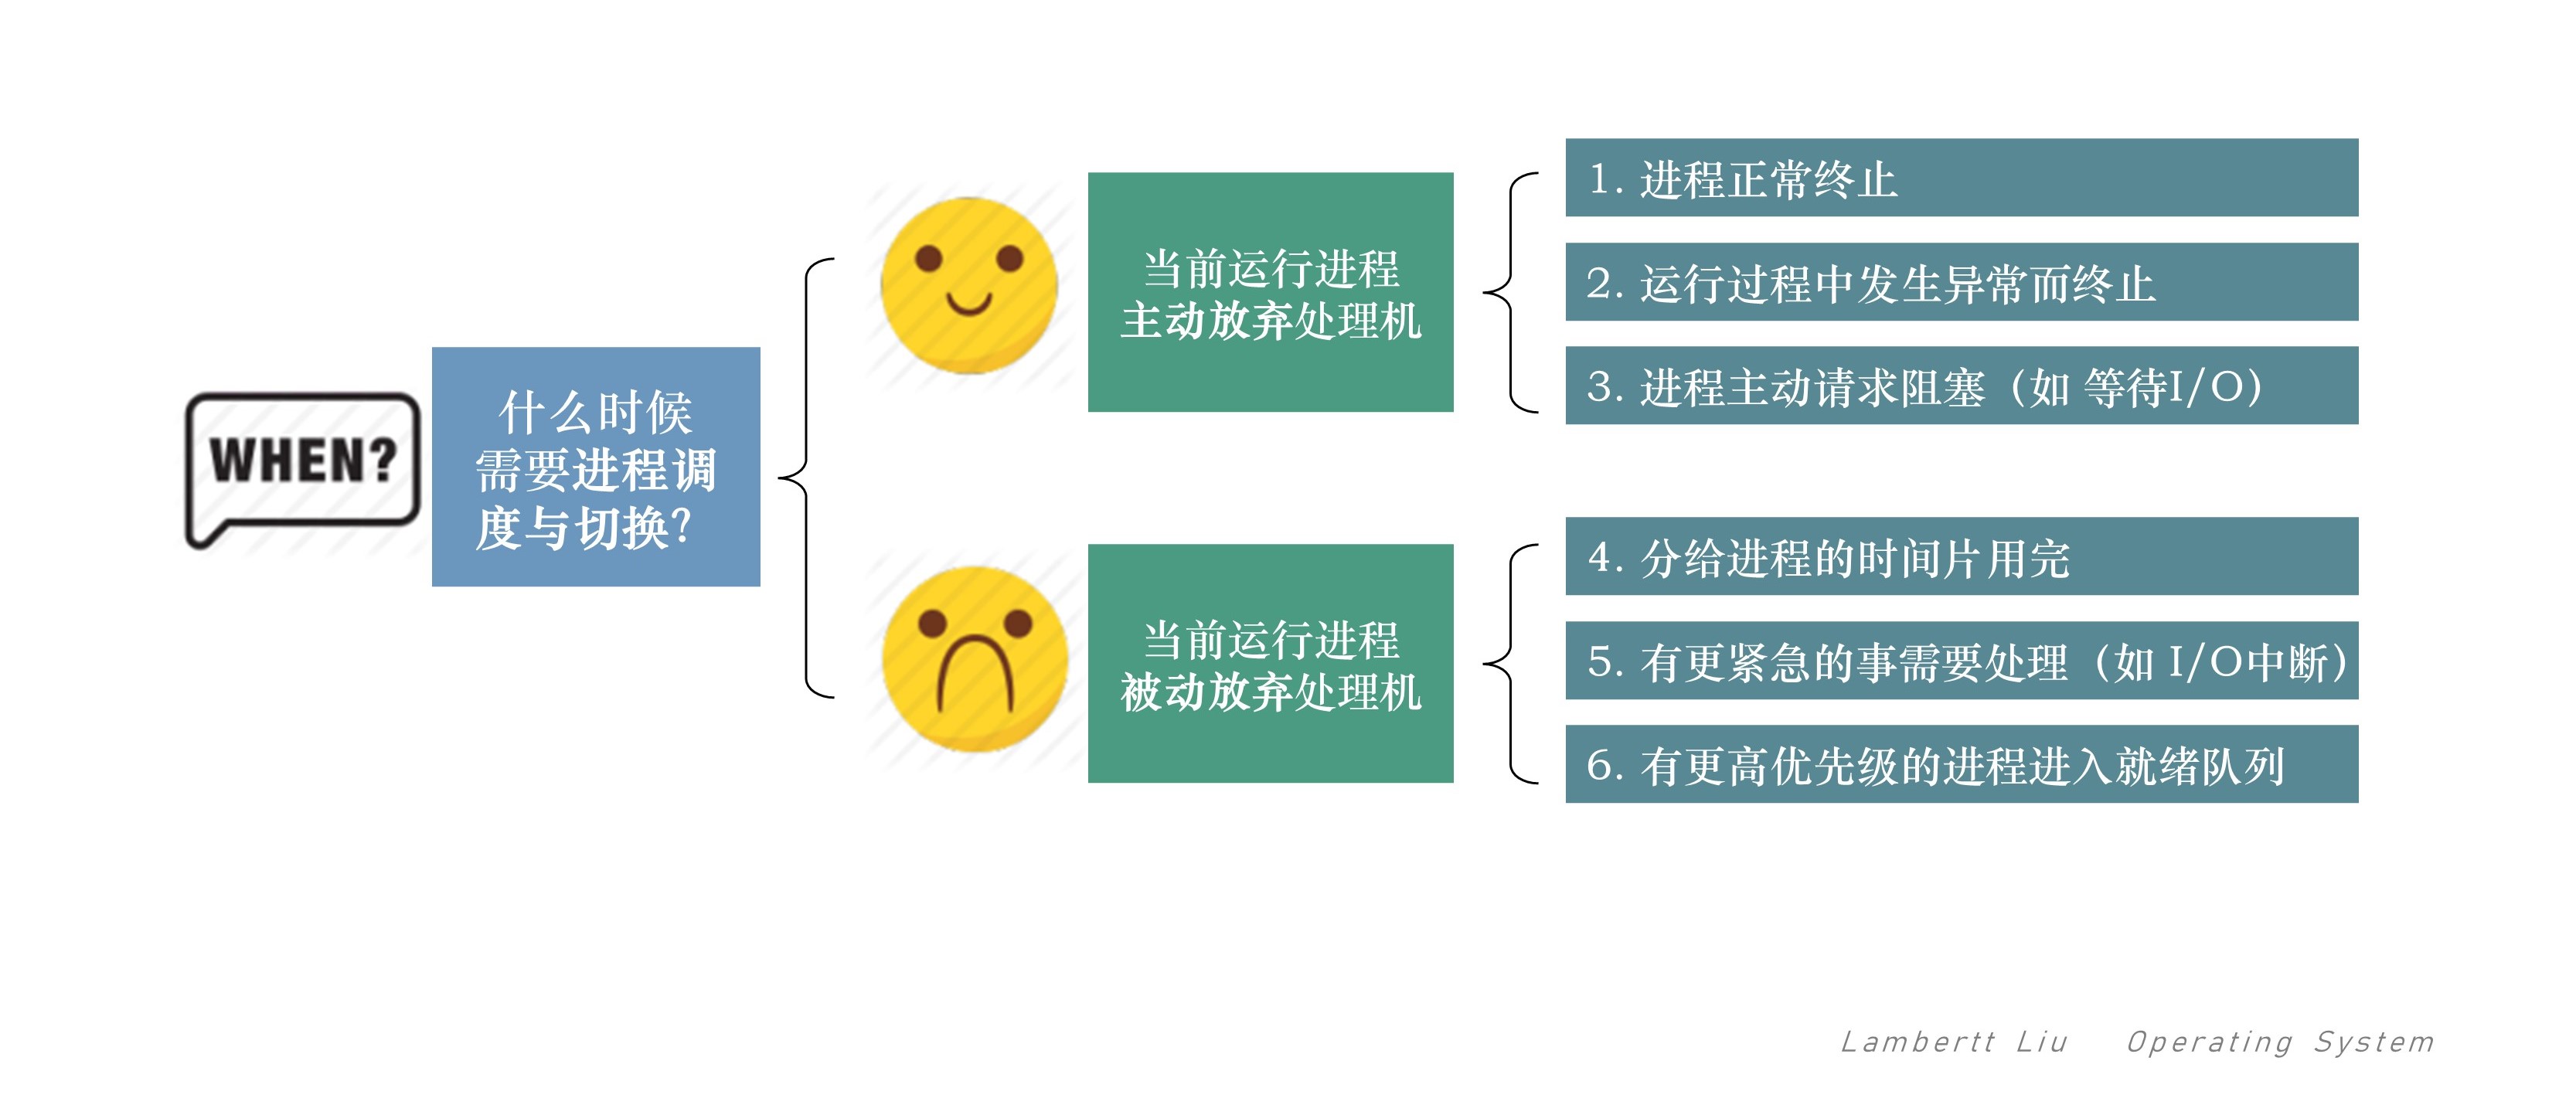 WHEN?
什么时候
需要进程调
度与切换？
当前运行进程
主动放弃处理机
1. 进程正常终止
2. 运行过程中发生异常而终止
3. 进程主动请求阻塞（如 等待I/O）
当前运行进程
被动放弃处理机
4. 分给进程的时间片用完
5. 有更紧急的事需要处理（如 I/O中断）
6. 有更高优先级的进程进入就绪队列
Lambertt Liu Operating System